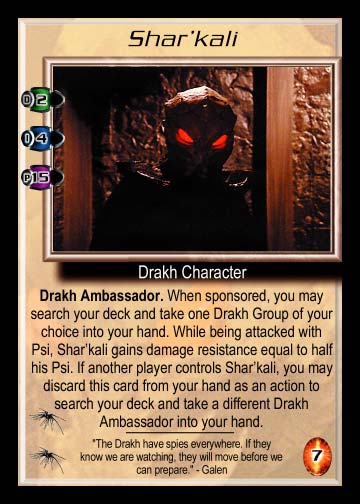 Shar'kali
D 2
I 4
P 15
Drakh Character
Drakh Ambassador. When sponsored, you may
search your deck and take one Drakh Group of your
choice into your hand. While being attacked with
Psi, Shar'kali gains damage resistance equal to half
his Psi. If another player controls Shar'kali, you may
discard this card from your hand as an action to
search your deck and take a different Drakh
Ambassador into your hand.
"The Drakh have spies everywhere. If they
know we are watching, they will move before we
can prepare." - Galen
7